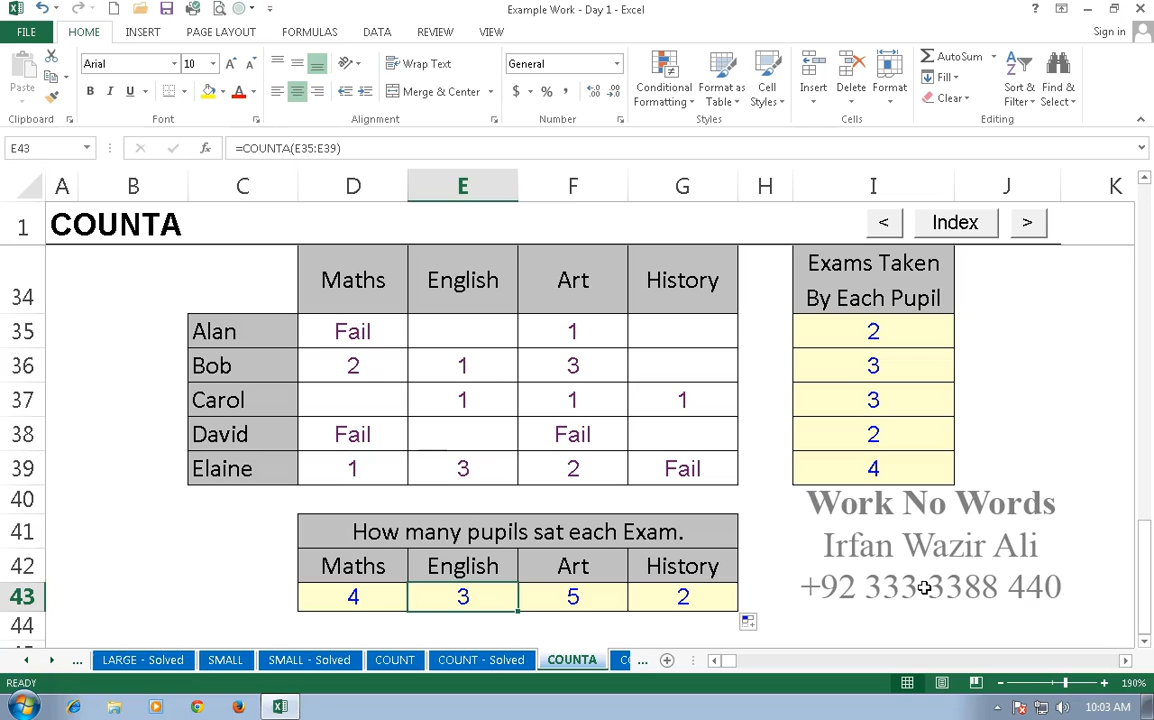 Example Work - Day 1 - Excel
Sign in
FILE HOME INSERT PAGE LAYOUT FORMULAS DATA REVIEW VIEW
Paste
Arial 10
B I U
Wrap Text
Merge & Center
General
$ % ,
Conditional Formatting
Format as Table
Cell Styles
Insert
Delete
Format
AutoSum
Fill
Clear
Sort & Filter
Find & Select
Clipboard Font Alignment Number Styles Cells Editing
E43 fx =COUNTA(E35:E39)
A B C D E F G H I J K
1 COUNTA < Index >
34 Maths English Art History Exams Taken By Each Pupil
35 Alan Fail 1 2
36 Bob 2 1 3 3
37 Carol 1 1 1 3
38 David Fail Fail 2
39 Elaine 1 3 2 Fail 4
40 Work No Words
41 How many pupils sat each Exam. Irfan Wazir Ali
42 Maths English Art History
43 4 3 5 2 +92 333 3388 440
44
... LARGE - Solved SMALL SMALL - Solved COUNT COUNT - Solved COUNTA CO ...
READY 190%
10:03 AM